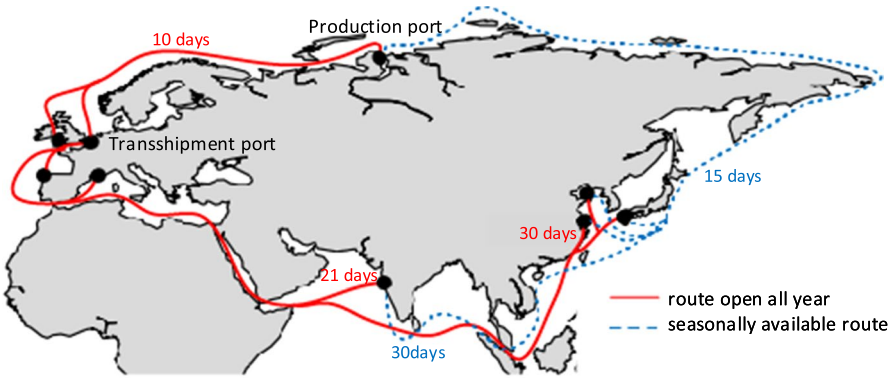 Production port
10 days
Transshipment port
15 days
30 days
21 days
30days
route open all year
seasonally available route